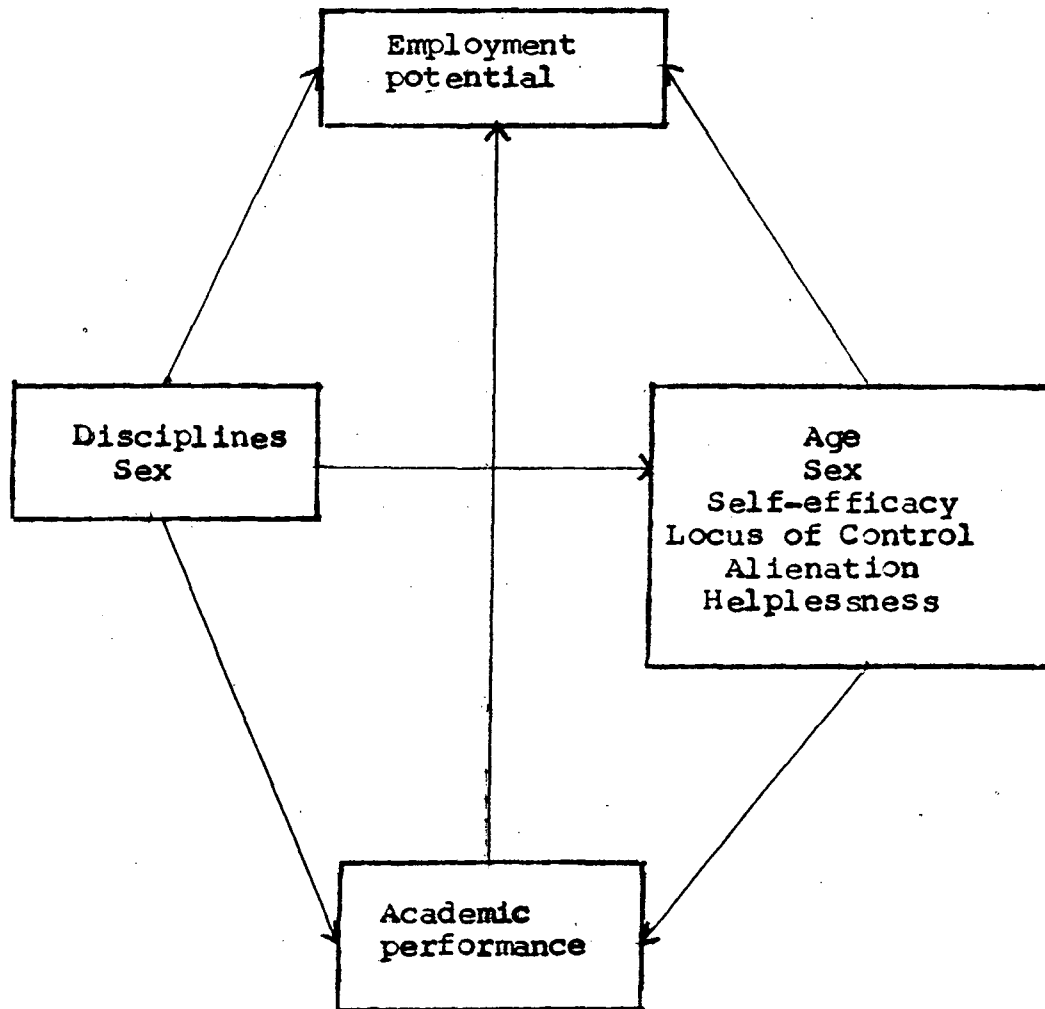 Employment
potential
Disciplines
Sex
Age
Sex
Self-efficacy
Locus of Control
Alienation
Helplessness
Academic
performance